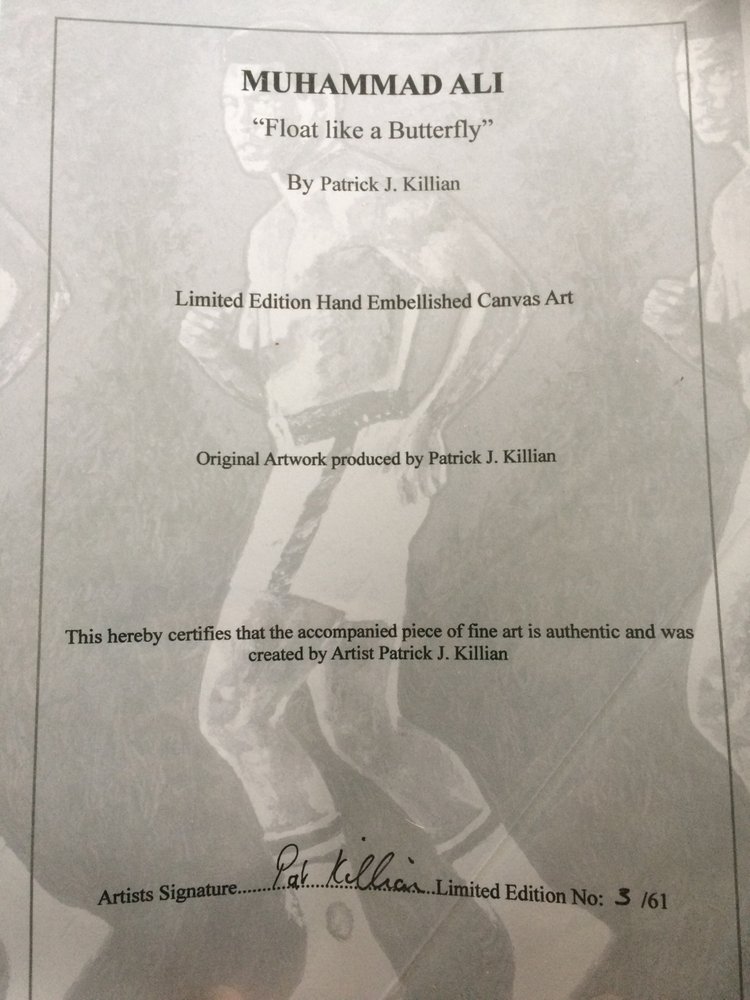 MUHAMMAD ALI
“Float like a Butterfly”
By Patrick J. Killian
Limited Edition Hand Embellished Canvas Art
Original Artwork produced by Patrick J. Killian
This hereby certifies that the accompanied piece of fine art is authentic and was
created by Artist Patrick J. Killian
Artists Signature.......Pat Killian...Limited Edition No: 3 /61